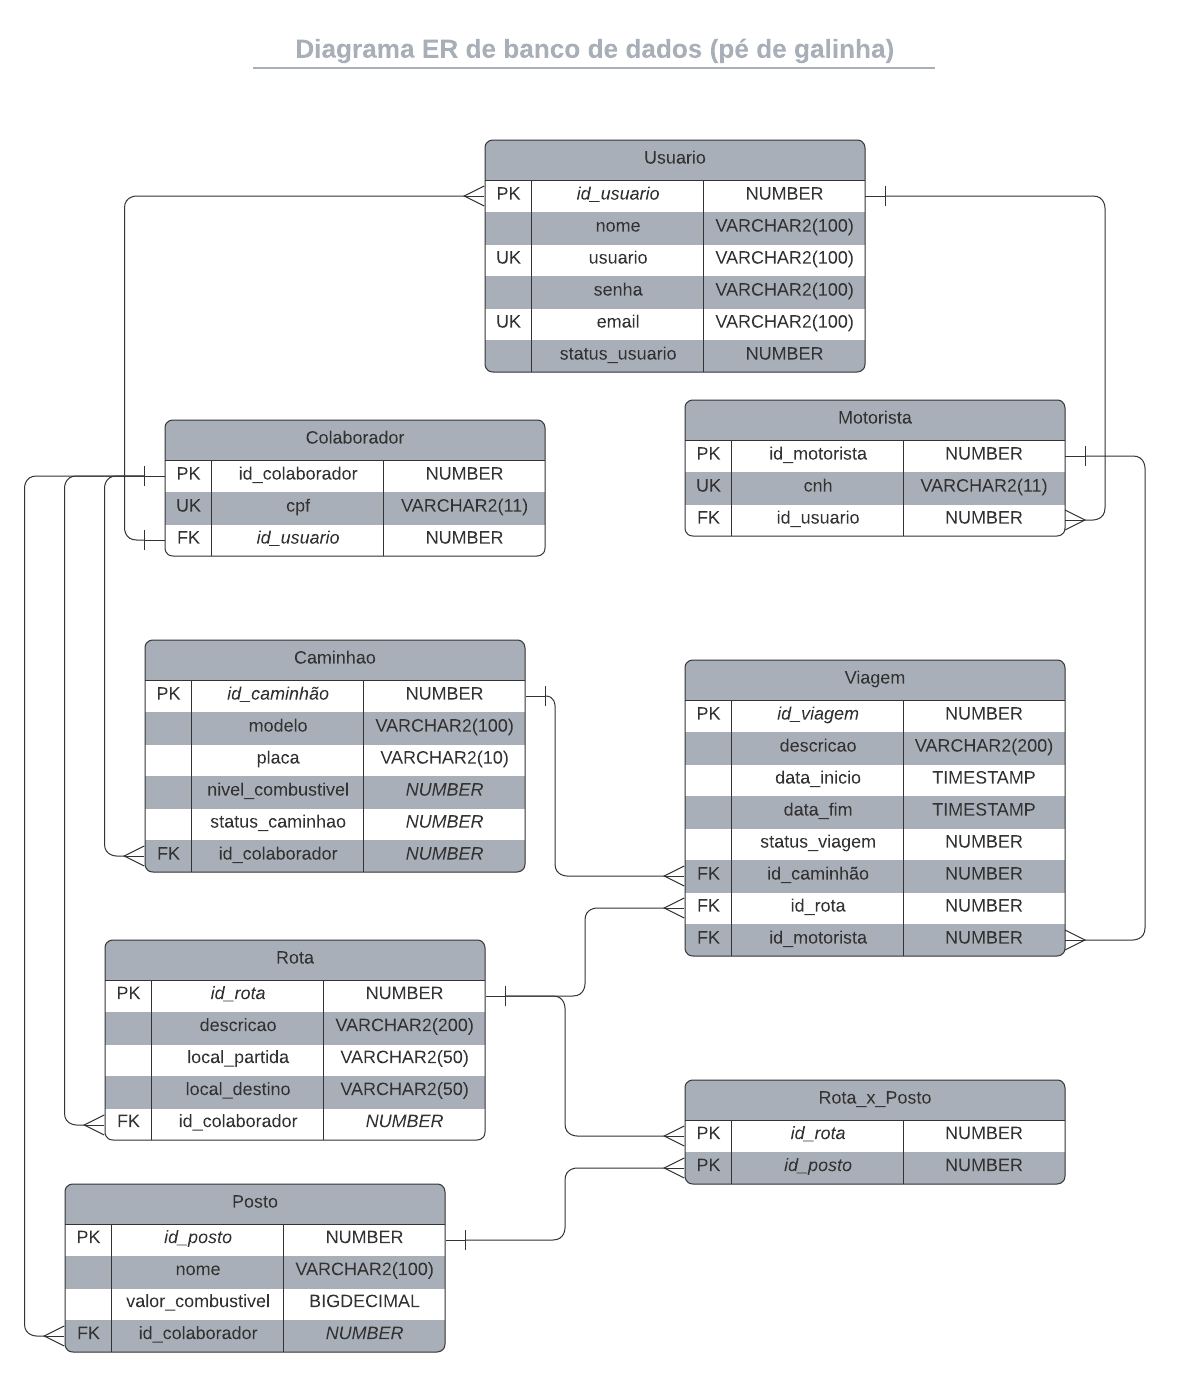 Diagrama ER de banco de dados (pé de galinha)
Usuario
PK id_usuario NUMBER
nome VARCHAR2(100)
UK usuario VARCHAR2(100)
senha VARCHAR2(100)
UK email VARCHAR2(100)
status_usuario NUMBER
Colaborador
PK id_colaborador NUMBER
UK cpf VARCHAR2(11)
FK id_usuario NUMBER
Motorista
PK id_motorista NUMBER
UK cnh VARCHAR2(11)
FK id_usuario NUMBER
Caminhao
PK id_caminhão NUMBER
modelo VARCHAR2(100)
placa VARCHAR2(10)
nivel_combustivel NUMBER
status_caminhao NUMBER
FK id_colaborador NUMBER
Viagem
PK id_viagem NUMBER
descricao VARCHAR2(200)
data_inicio TIMESTAMP
data_fim TIMESTAMP
status_viagem NUMBER
FK id_caminhão NUMBER
FK id_rota NUMBER
FK id_motorista NUMBER
Rota
PK id_rota NUMBER
descricao VARCHAR2(200)
local_partida VARCHAR2(50)
local_destino VARCHAR2(50)
FK id_colaborador NUMBER
Rota_x_Posto
PK id_rota NUMBER
PK id_posto NUMBER
Posto
PK id_posto NUMBER
nome VARCHAR2(100)
valor_combustivel BIGDECIMAL
FK id_colaborador NUMBER